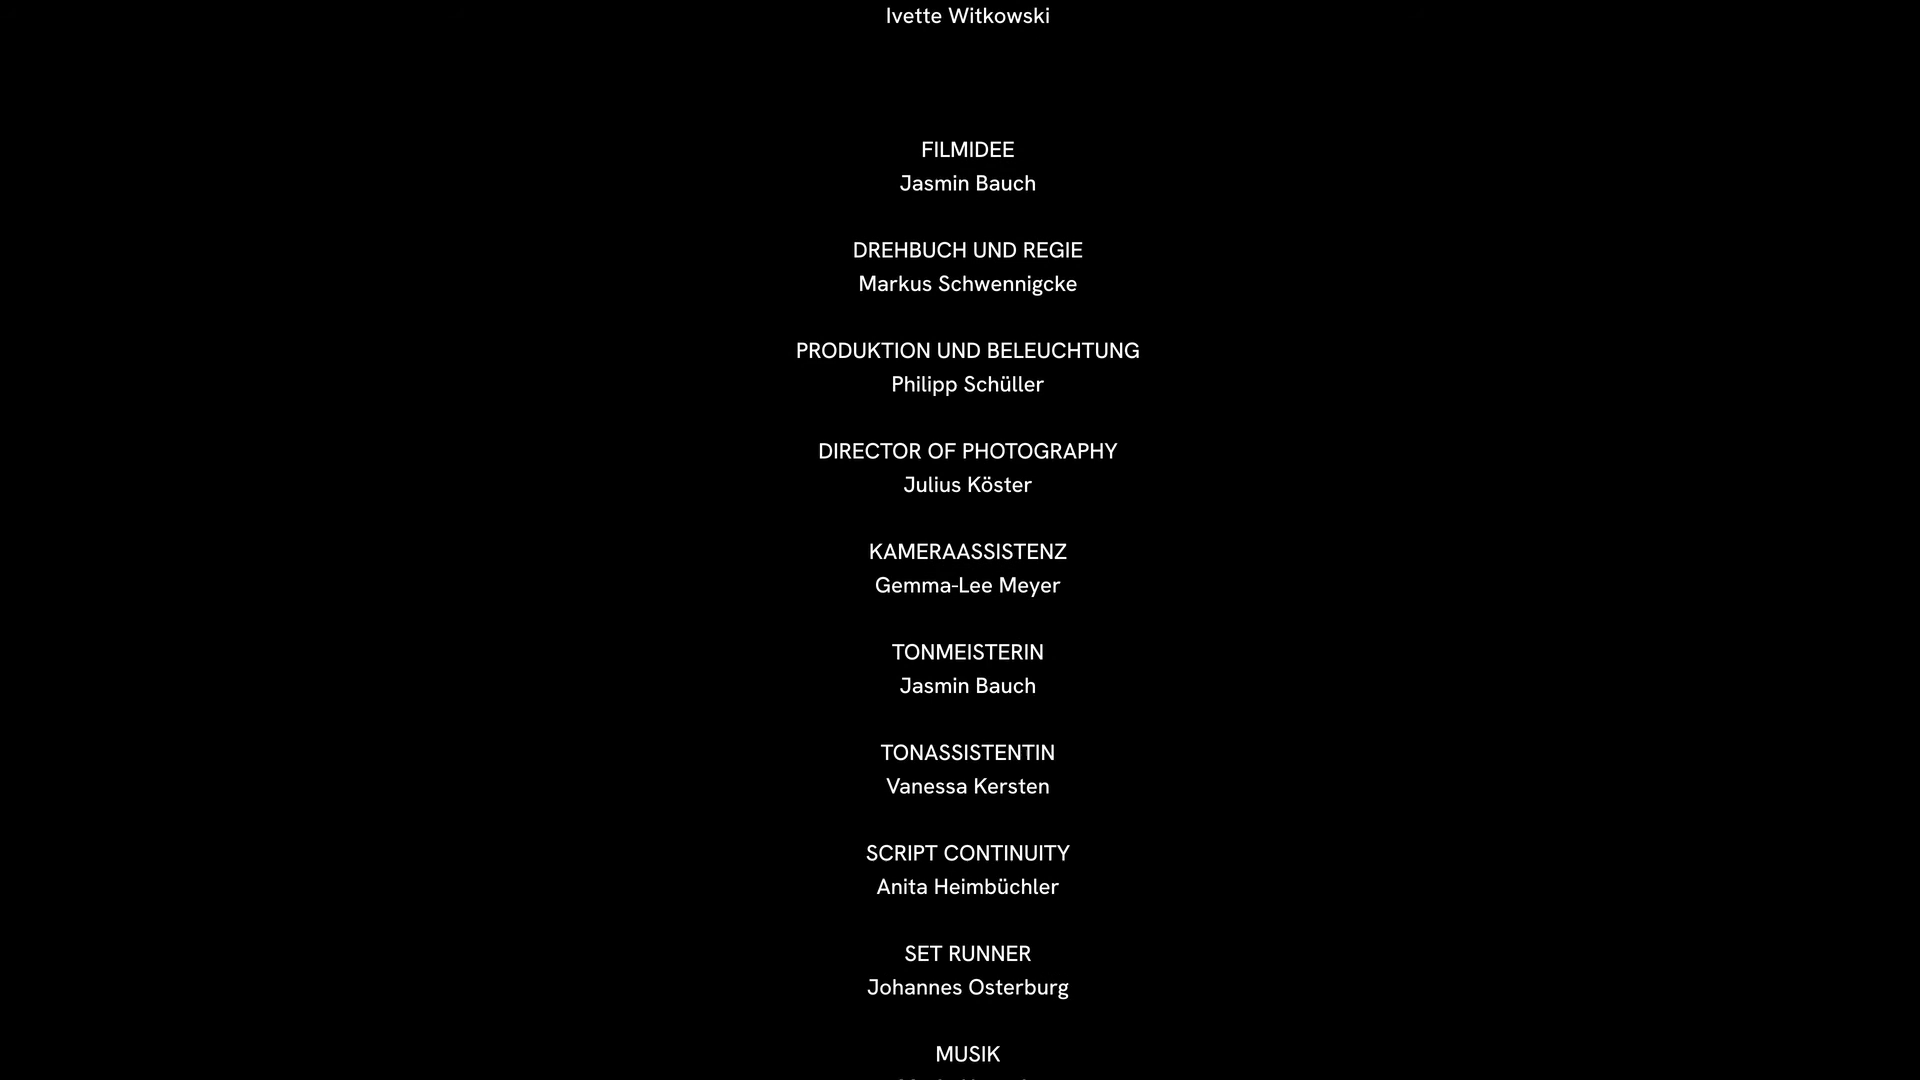 Ivette Witkowski
FILMIDEE
Jasmin Bauch
DREHBUCH UND REGIE
Markus Schwennigcke
PRODUKTION UND BELEUCHTUNG
Philipp Schüller
DIRECTOR OF PHOTOGRAPHY
Julius Köster
KAMERAASSISTENZ
Gemma-Lee Meyer
TONMEISTERIN
Jasmin Bauch
TONASSISTENTIN
Vanessa Kersten
SCRIPT CONTINUITY
Anita Heimbüchler
SET RUNNER
Johannes Osterburg
MUSIK